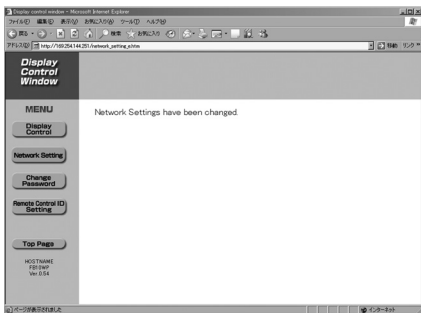 Display control window - Microsoft Internet Explorer
ファイル(F) 編集(E) 表示(V) お気に入り(A) ツール(T) ヘルプ(H)
戻る 検索 お気に入り
アドレス(D) http://169.254.144.251/network_setting_e.htm 移動 リンク »
Display
Control
Window
MENU
Network Settings have been changed.
Display
Control
Network Setting
Change
Password
Remote Control ID
Setting
Top Page
HOSTNAME
Ver 0.54
ページが表示されました
インターネット